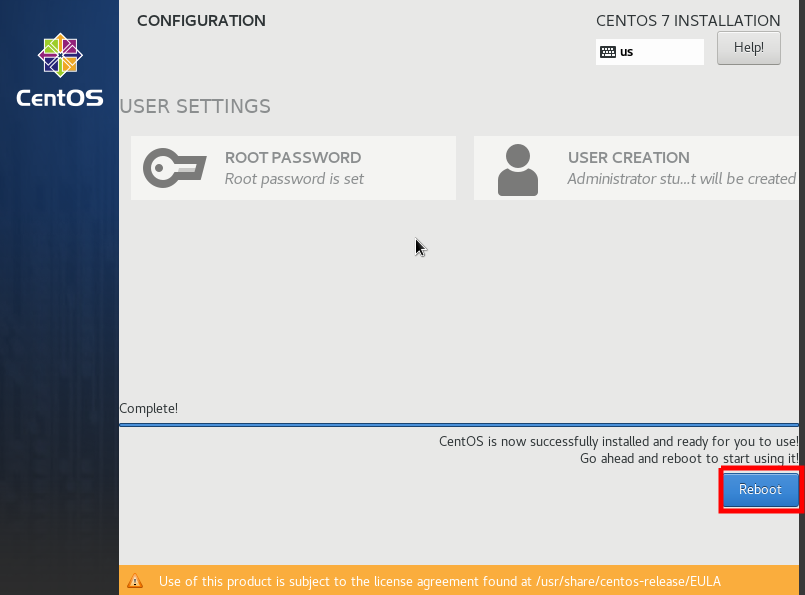 CONFIGURATION
CENTOS 7 INSTALLATION
us
Help!
CentOS
USER SETTINGS
ROOT PASSWORD
Root password is set
USER CREATION
Administrator stu...t will be created
Complete!
CentOS is now successfully installed and ready for you to use!
Go ahead and reboot to start using it!
Reboot
Use of this product is subject to the license agreement found at /usr/share/centos-release/EULA